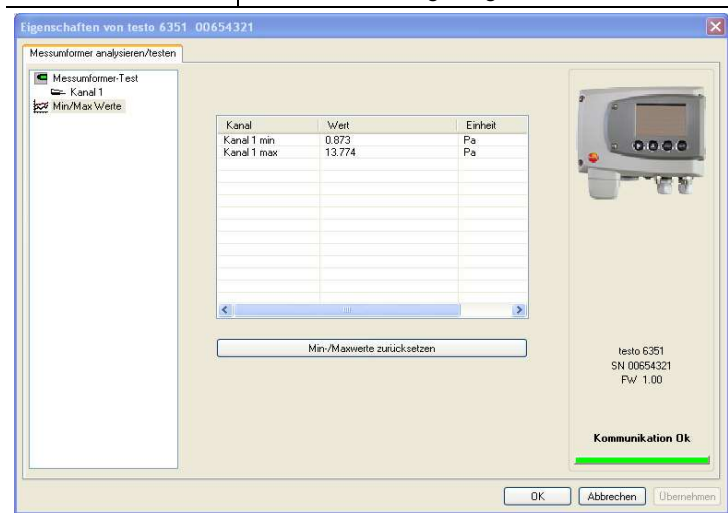 Eigenschaften von testo 6351 00654321
Messumformer analysieren/testen
Messumformer-Test
Kanal 1
Min/Max Werte
Kanal Wert Einheit
Kanal 1 min 0.873 Pa
Kanal 1 max 13.774 Pa
Min-/Maxwerte zurücksetzen
testo 6351
SN 00654321
FW 1.00
Kommunikation Ok
OK Abbrechen Übernehmen